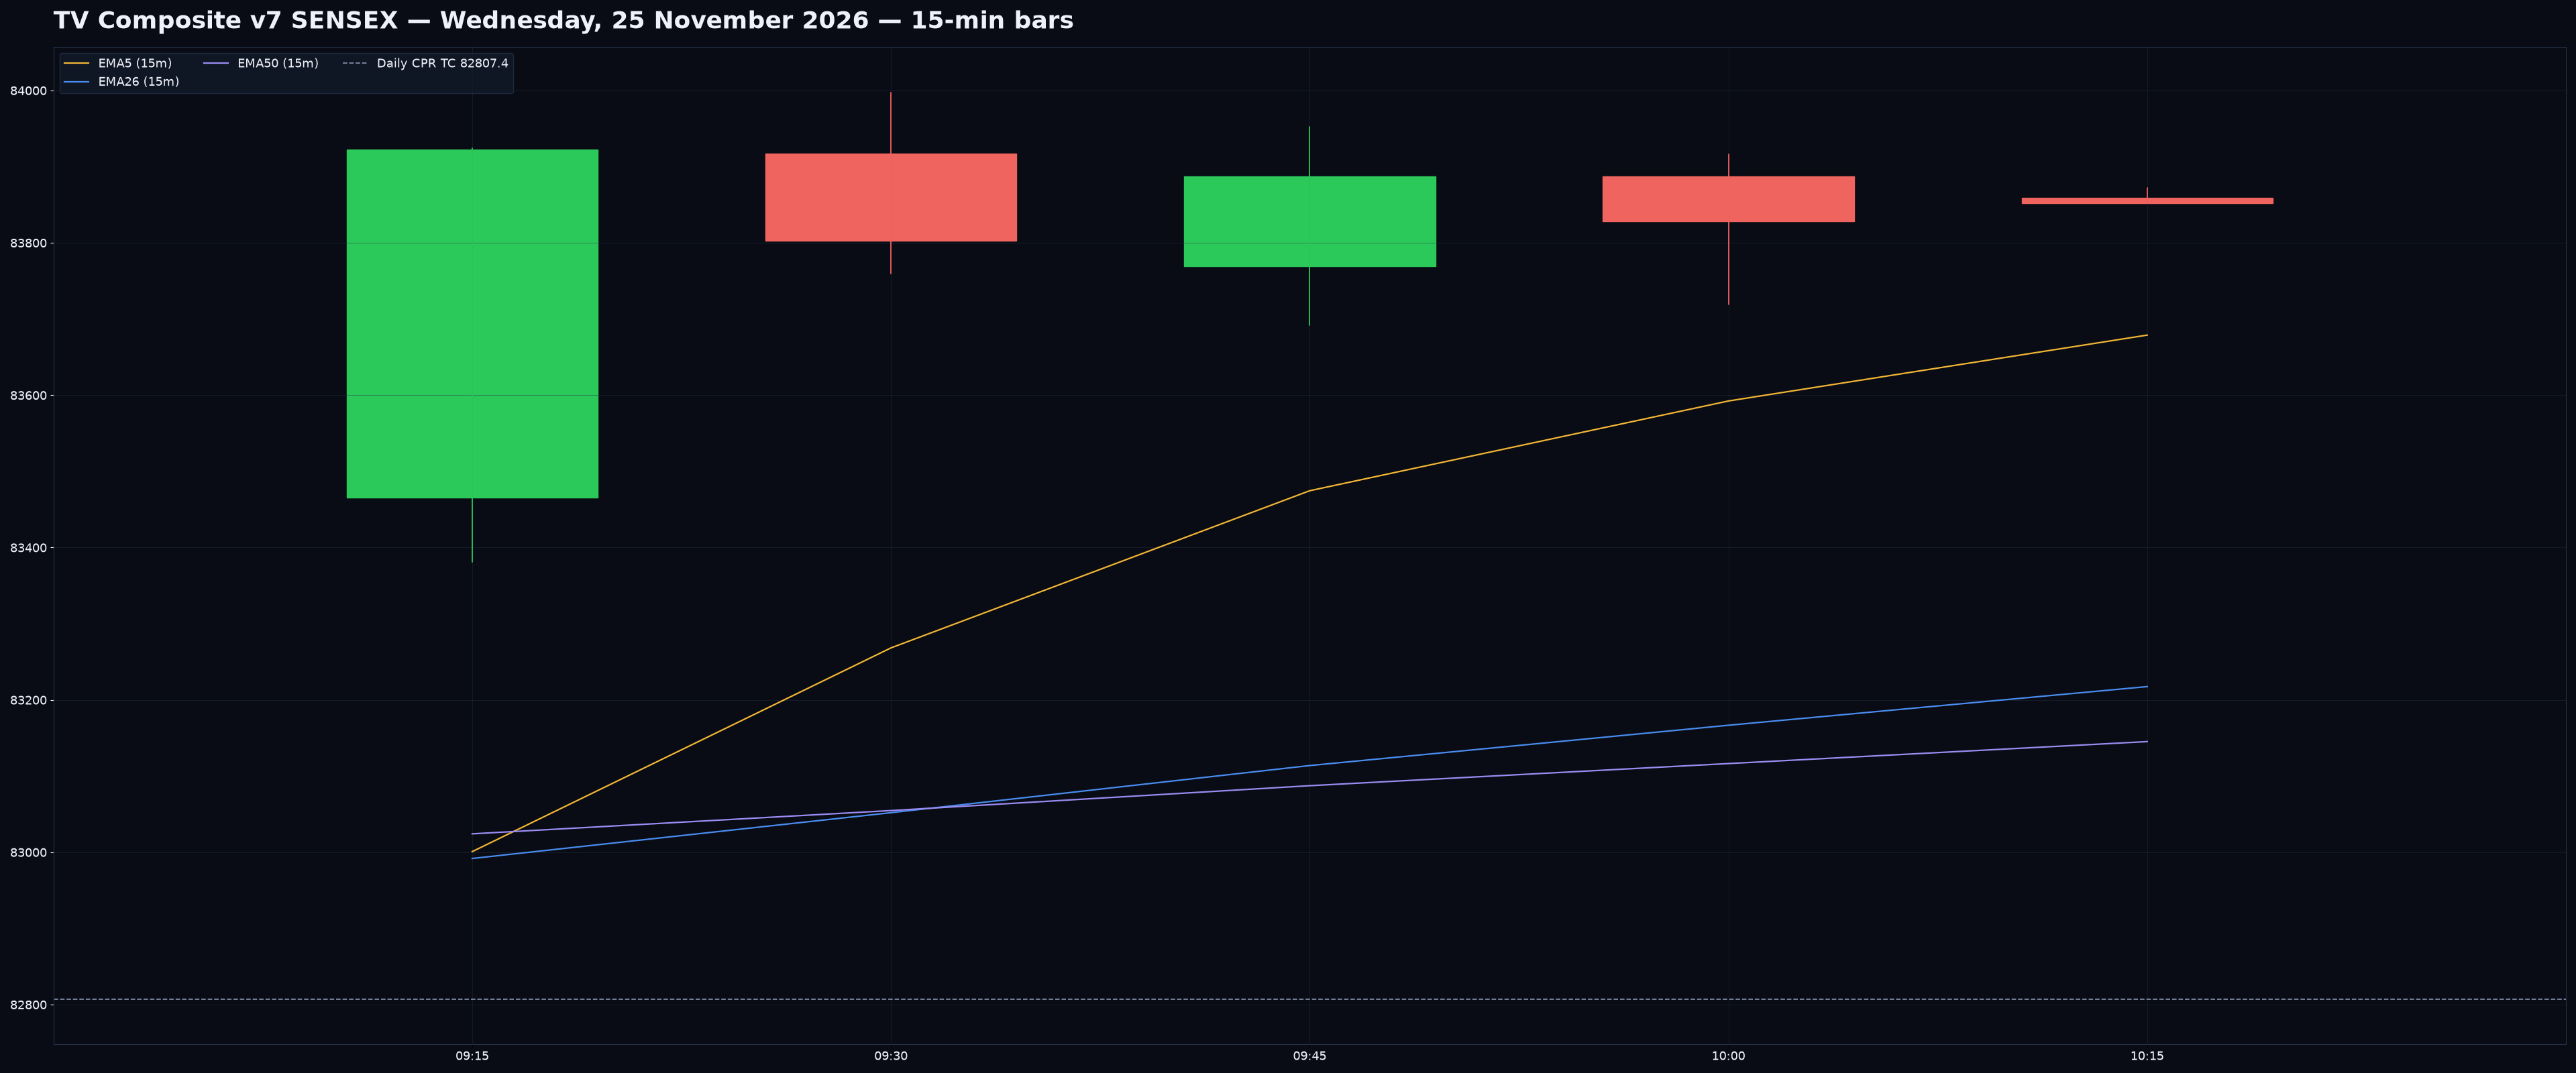 TV Composite v7 SENSEX — Wednesday, 25 November 2026 — 15-min bars
EMA5 (15m) EMA50 (15m) Daily CPR TC 82807.4
EMA26 (15m)
84000
83800
83600
83400
83200
83000
82800
09:15 09:30 09:45 10:00 10:15